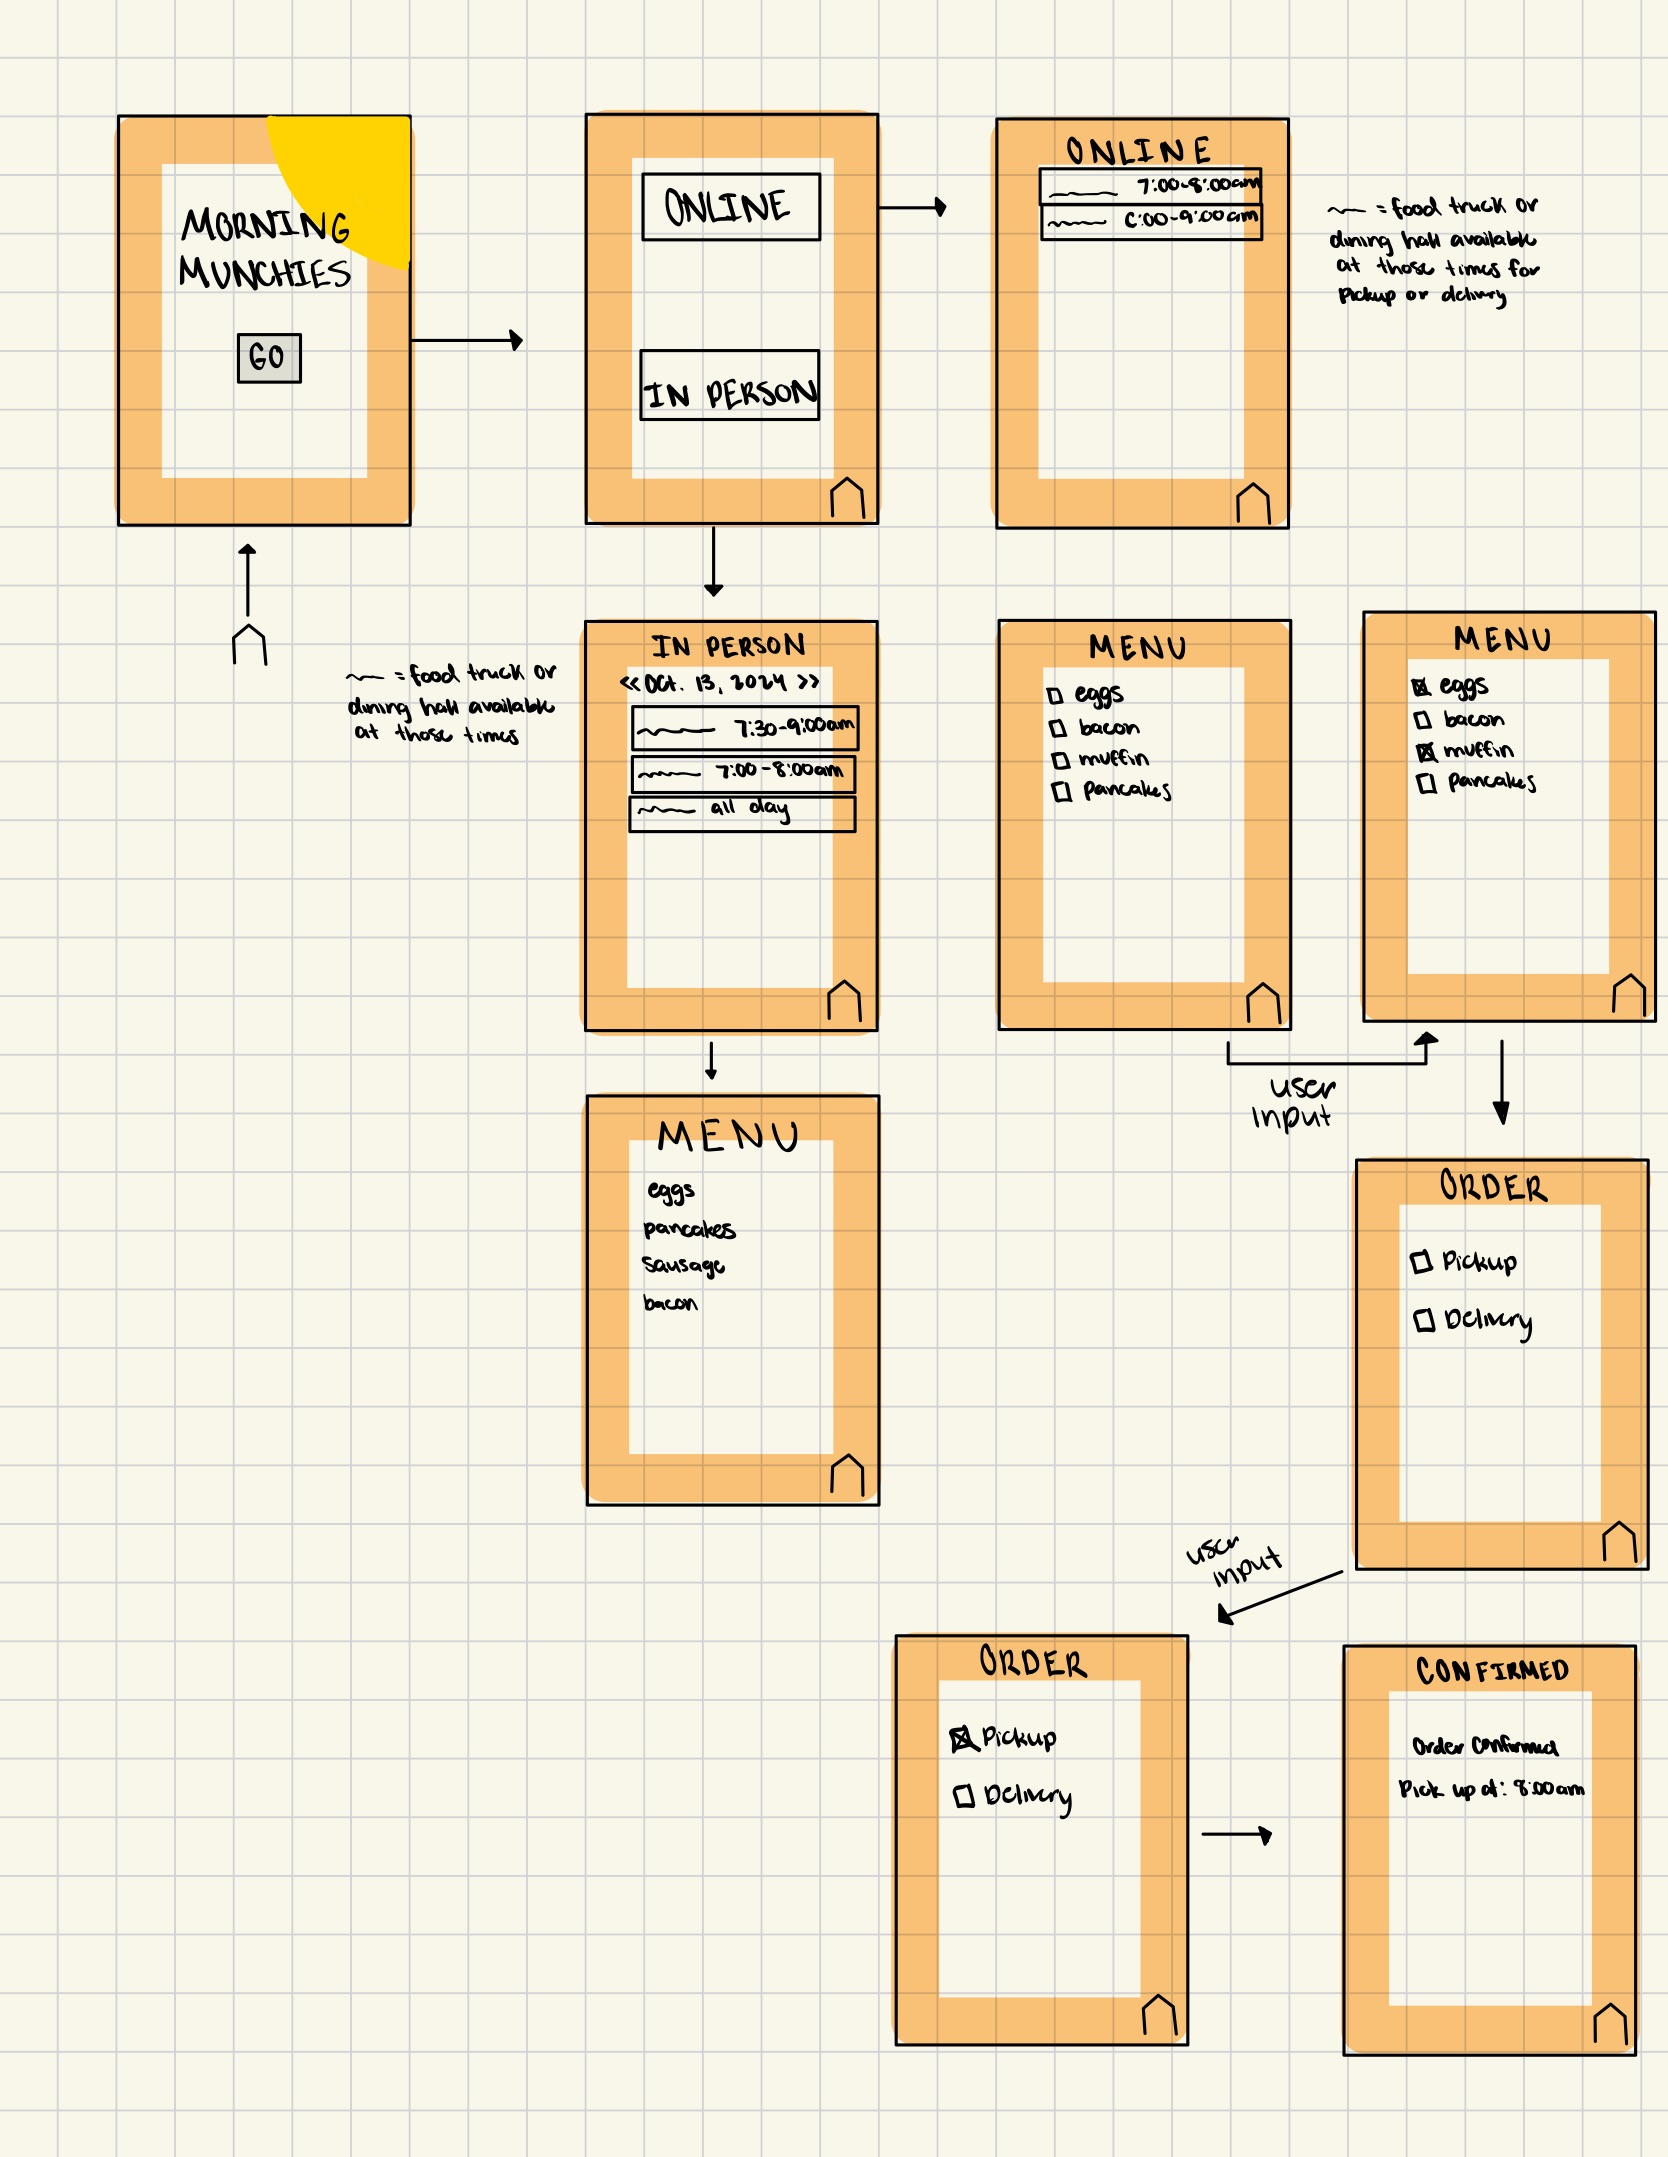 MORNING
MUNCHIES
GO
ONLINE
IN PERSON
ONLINE
7:00-8:00am
6:00-9:00am
= food truck or
dining hall available
at those times for
Pickup or delivery
= food truck or
dining hall available
at those times
IN PERSON
<< Oct. 13, 2024 >>
7:30-9:00am
7:00-8:00am
all day
MENU
eggs
bacon
muffin
pancakes
MENU
eggs
bacon
muffin
pancakes
user
input
MENU
eggs
pancakes
sausage
bacon
ORDER
Pickup
Delivery
user
input
ORDER
Pickup
Delivery
CONFIRMED
Order Confirmed
Pick up at: 8:00am